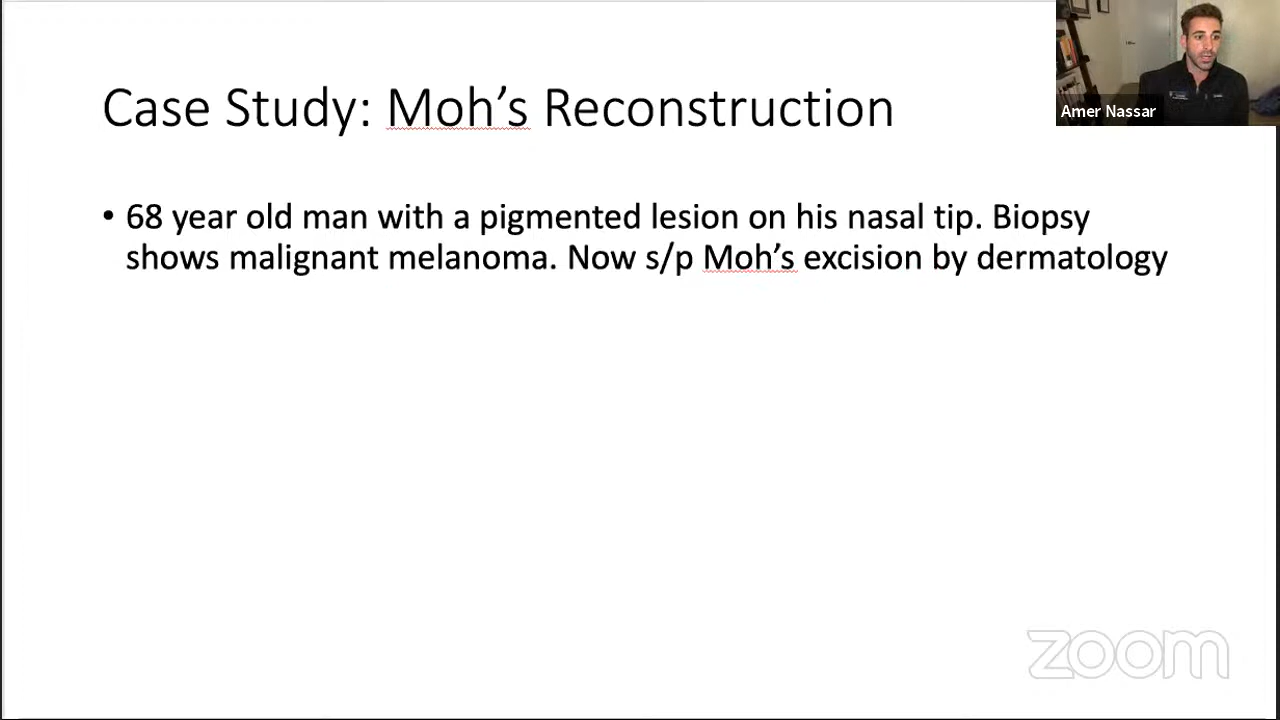 Case Study: Moh's Reconstruction
Amer Nassar
• 68 year old man with a pigmented lesion on his nasal tip. Biopsy
shows malignant melanoma. Now s/p Moh's excision by dermatology
zoom